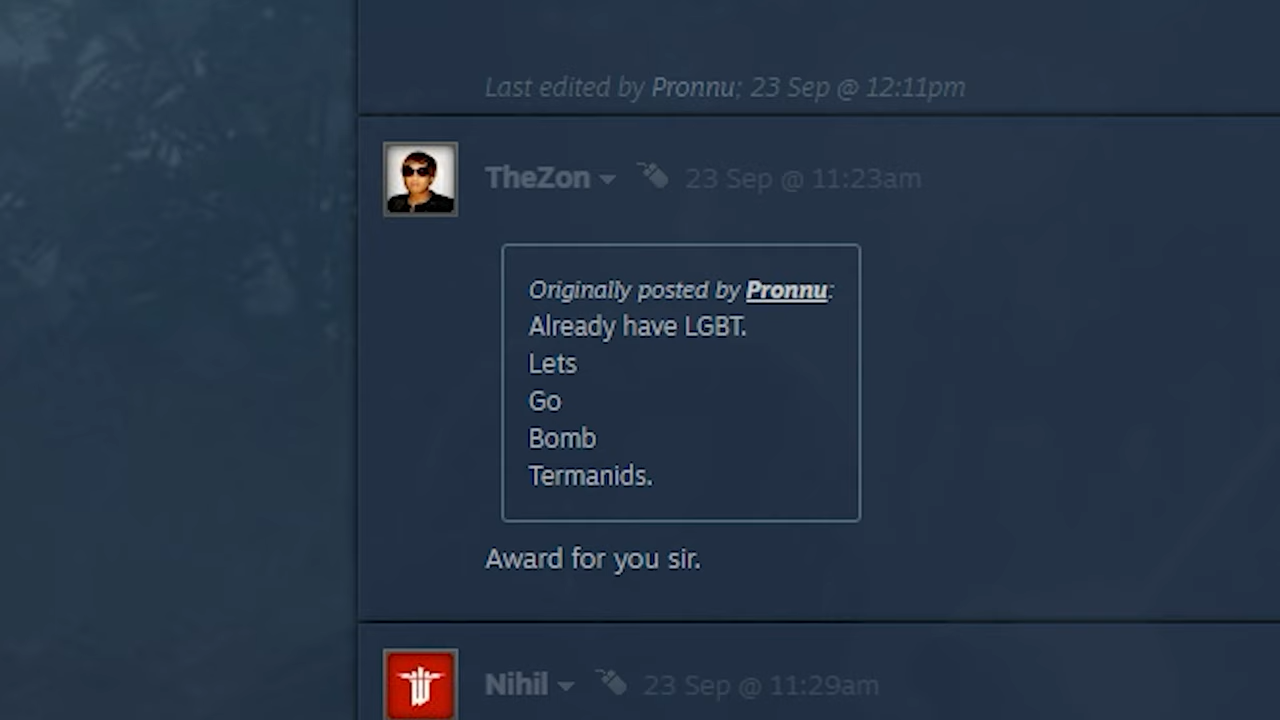 Last edited by Pronnu; 23 Sep @ 12:11pm
TheZon 23 Sep @ 11:23am
Originally posted by Pronnu:
Already have LGBT.
Lets
Go
Bomb
Termanids.
Award for you sir.
Nihil 23 Sep @ 11:29am